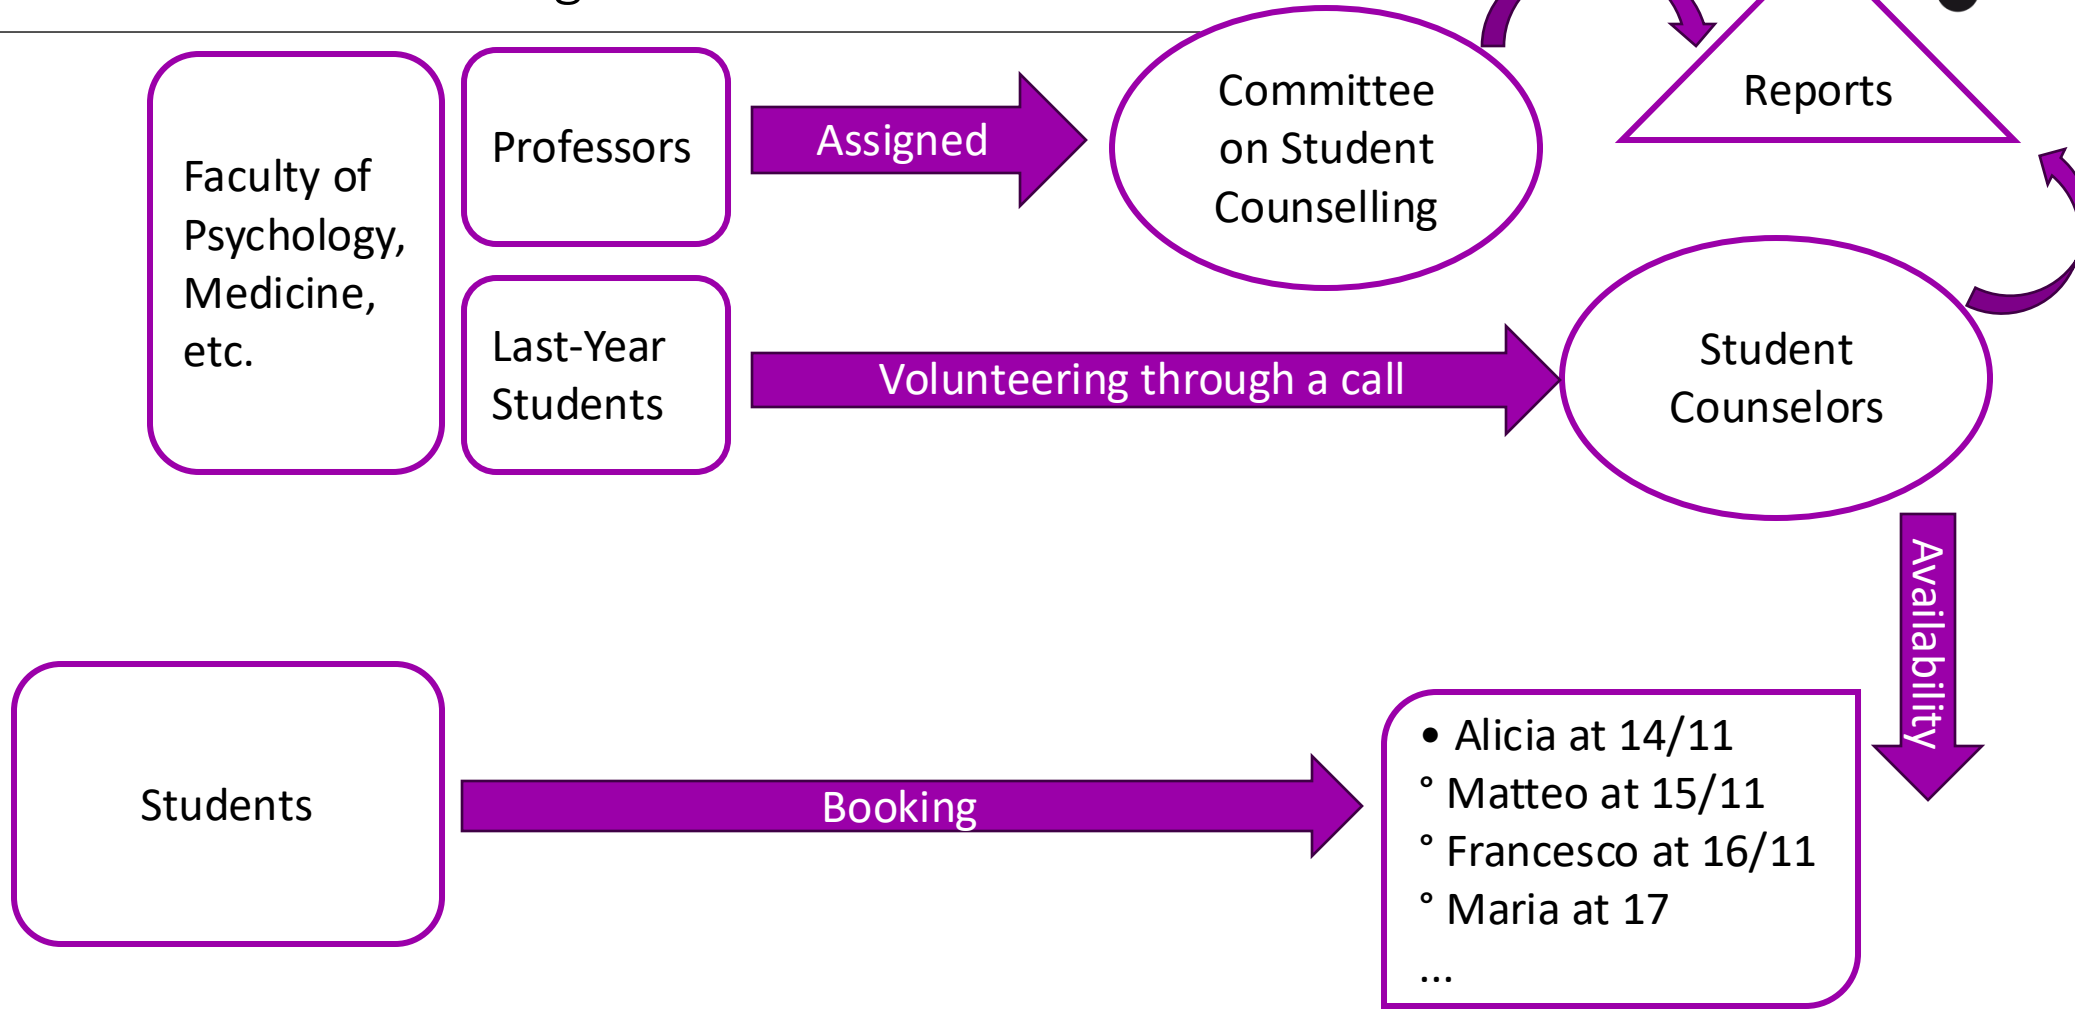 Faculty of
Psychology,
Medicine,
etc.
Professors
Assigned
Committee
on Student
Counselling
Reports
Last-Year
Students
Volunteering through a call
Student
Counselors
Availability
Students
Booking
• Alicia at 14/11
° Matteo at 15/11
° Francesco at 16/11
° Maria at 17
...